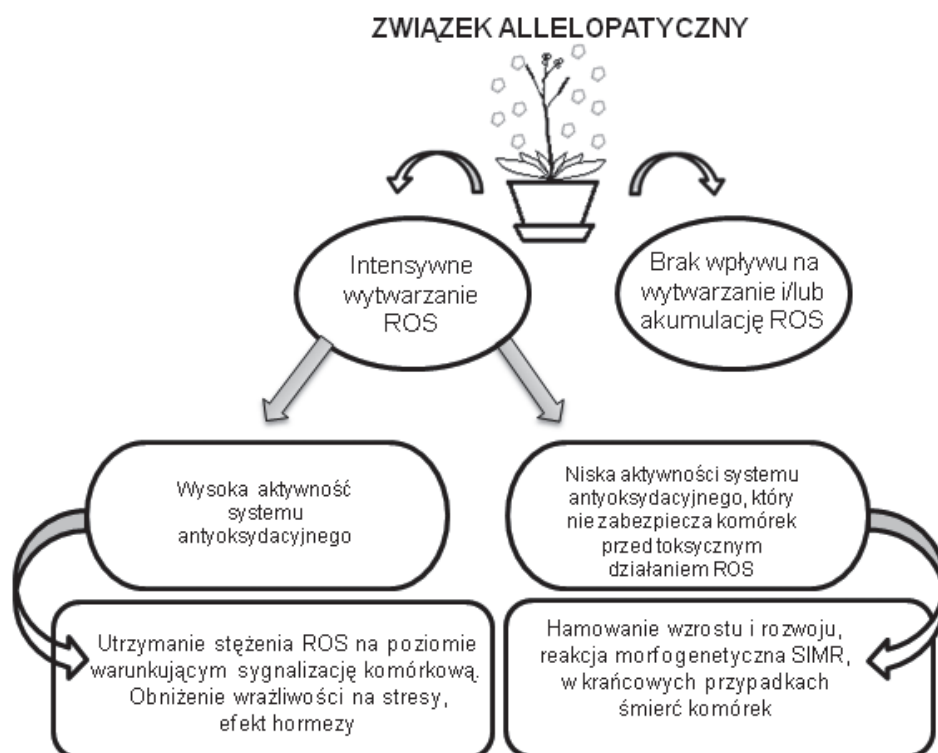 ZWIĄZEK ALLELOPATYCZNY
Intensywne
wytwarzanie
ROS
Brak wpływu na
wytwarzanie i/lub
akumulację ROS
Wysoka aktywność
systemu
antyoksydacyjnego
Niska aktywności systemu
antyoksydacyjnego, który
nie zabezpiecza komórek
przed toksycznym
działaniem ROS
Utrzymanie stężenia ROS na poziomie
warunkującym sygnalizację komórkową.
Obniżenie wrażliwości na stresy,
efekt hormezy
Hamowanie wzrostu i rozwoju,
reakcja morfogenetyczna SIMR,
w krańcowych przypadkach
śmierć komórek